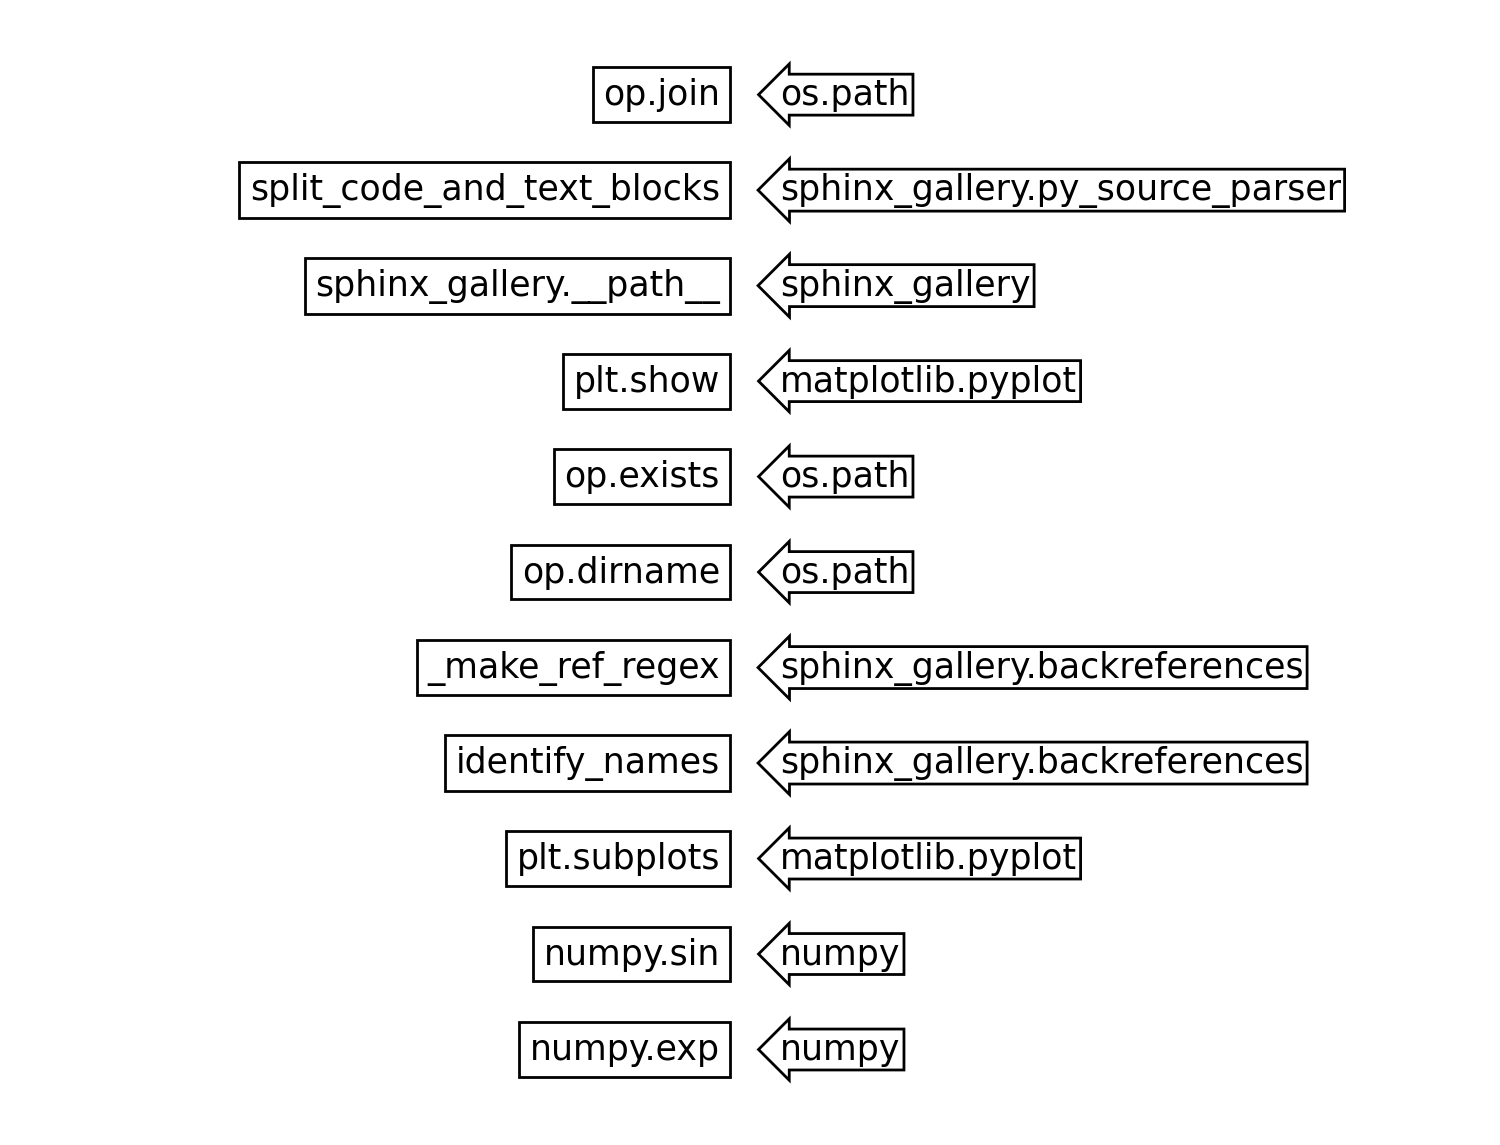 op.join os.path
split_code_and_text_blocks sphinx_gallery.py_source_parser
sphinx_gallery.__path__ sphinx_gallery
plt.show matplotlib.pyplot
op.exists os.path
op.dirname os.path
_make_ref_regex sphinx_gallery.backreferences
identify_names sphinx_gallery.backreferences
plt.subplots matplotlib.pyplot
numpy.sin numpy
numpy.exp numpy